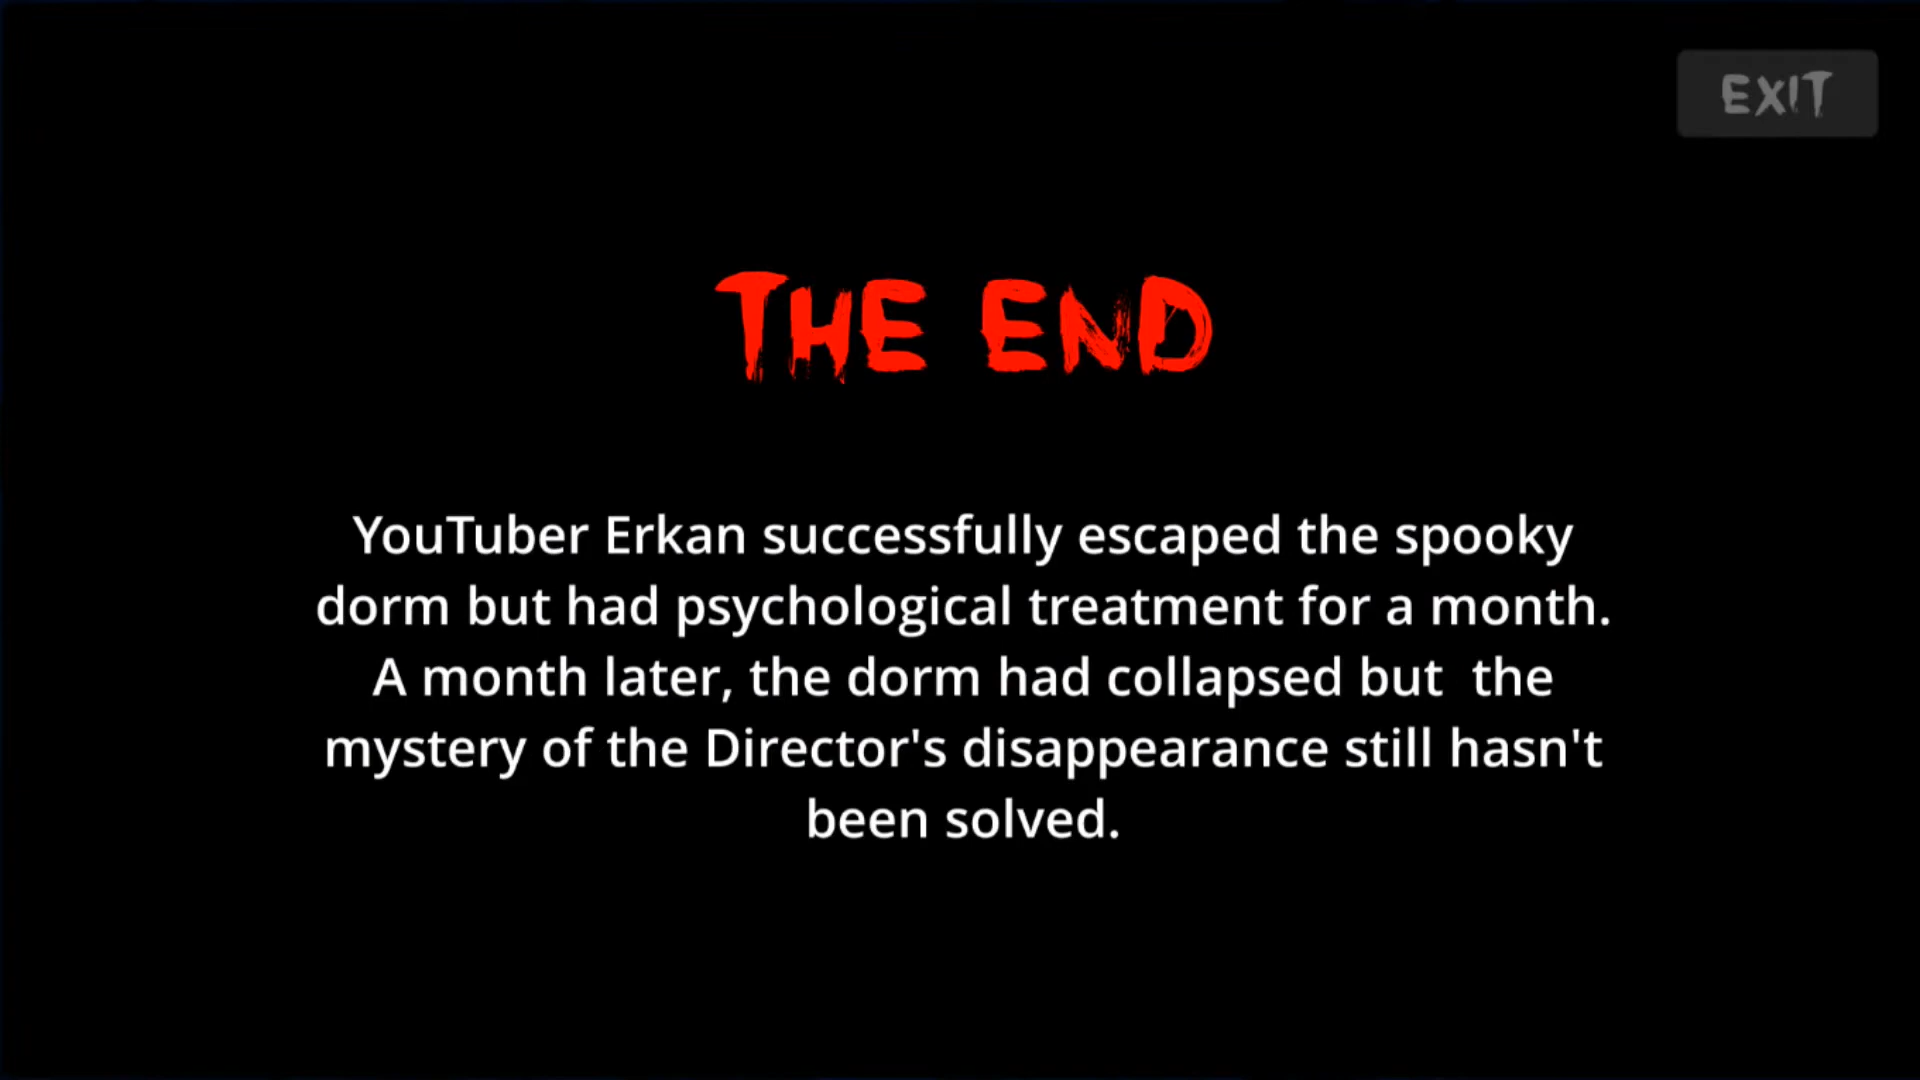 EXIT
THE END
YouTuber Erkan successfully escaped the spooky
dorm but had psychological treatment for a month.
A month later, the dorm had collapsed but  the
mystery of the Director's disappearance still hasn't
been solved.